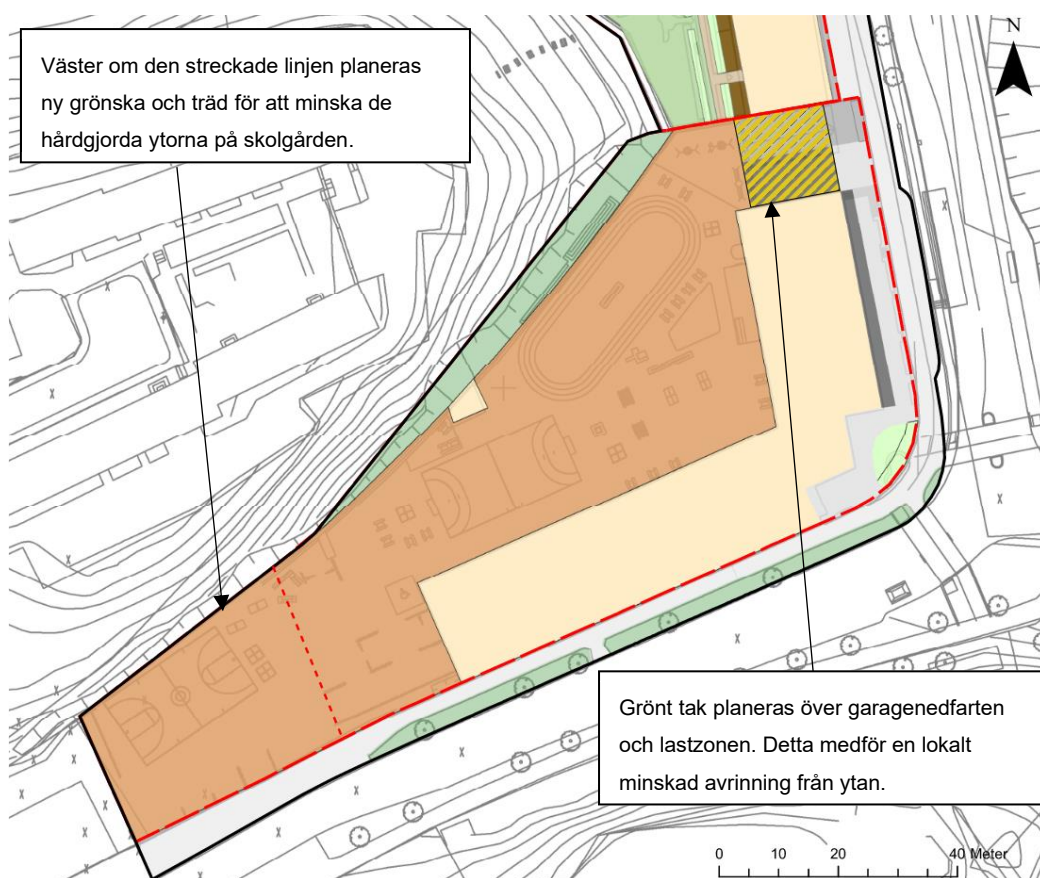 Väster om den streckade linjen planeras
ny grönska och träd för att minska de
hårdgjorda ytorna på skolgården.
N
Grönt tak planeras över garagenedfarten
och lastzonen. Detta medför en lokalt
minskad avrinning från ytan.
0 10 20 40 Meter